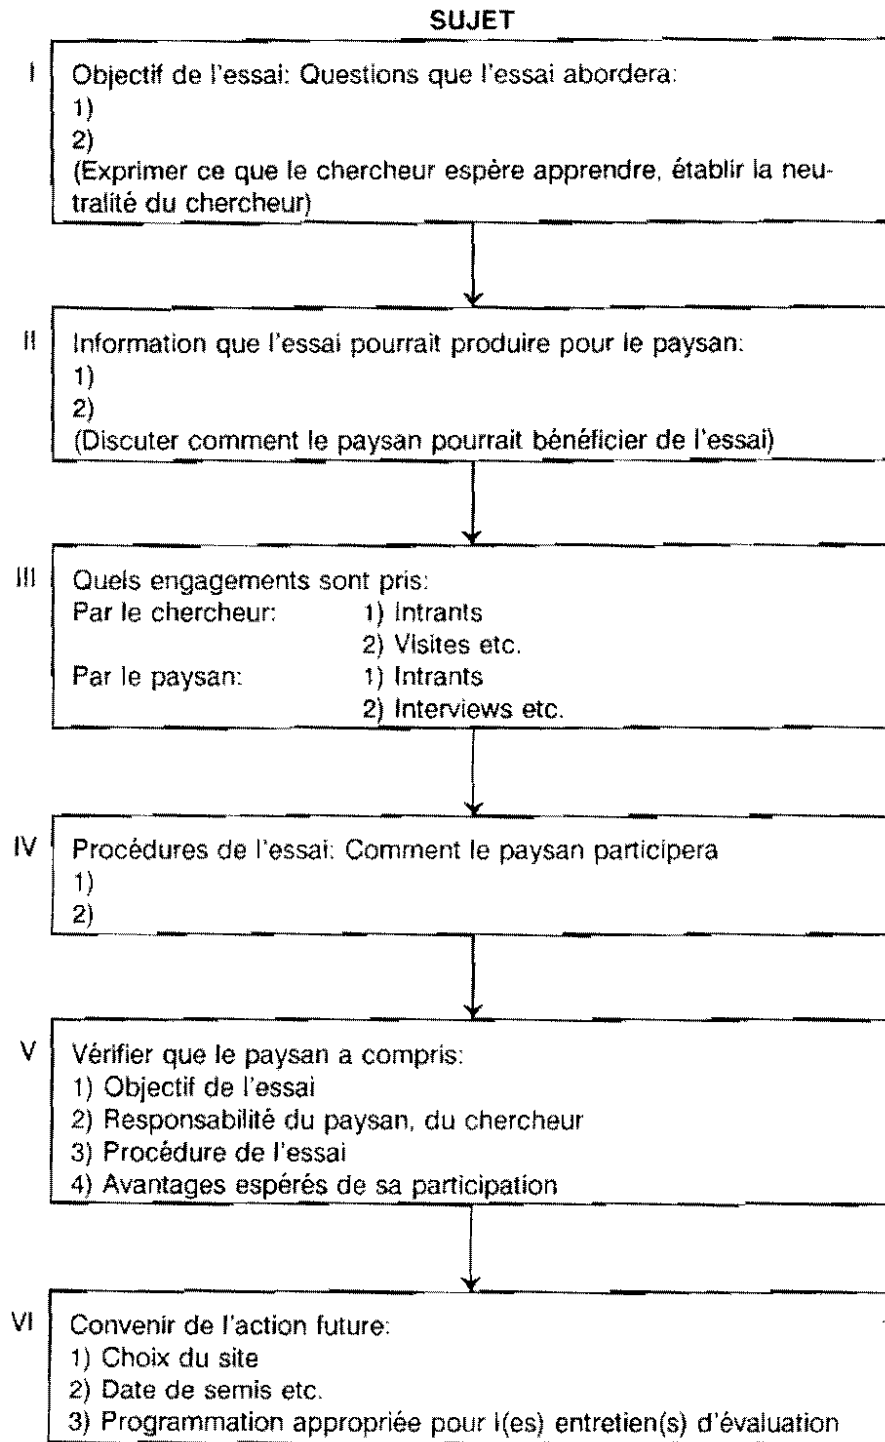 SUJET
I Objectif de l'essai: Questions que l'essai abordera:
1)
2)
(Exprimer ce que le chercheur espère apprendre, établir la neu-
tralité du chercheur)
II Information que l'essai pourrait produire pour le paysan:
1)
2)
(Discuter comment le paysan pourrait bénéficier de l'essai)
III Quels engagements sont pris:
Par le chercheur: 1) Intrants
2) Visites etc.
Par le paysan: 1) Intrants
2) Interviews etc.
IV Procédures de l'essai: Comment le paysan participera
1)
2)
V Vérifier que le paysan a compris:
1) Objectif de l'essai
2) Responsabilité du paysan, du chercheur
3) Procédure de l'essai
4) Avantages espérés de sa participation
VI Convenir de l'action future:
1) Choix du site
2) Date de semis etc.
3) Programmation appropriée pour l(es) entretien(s) d'évaluation